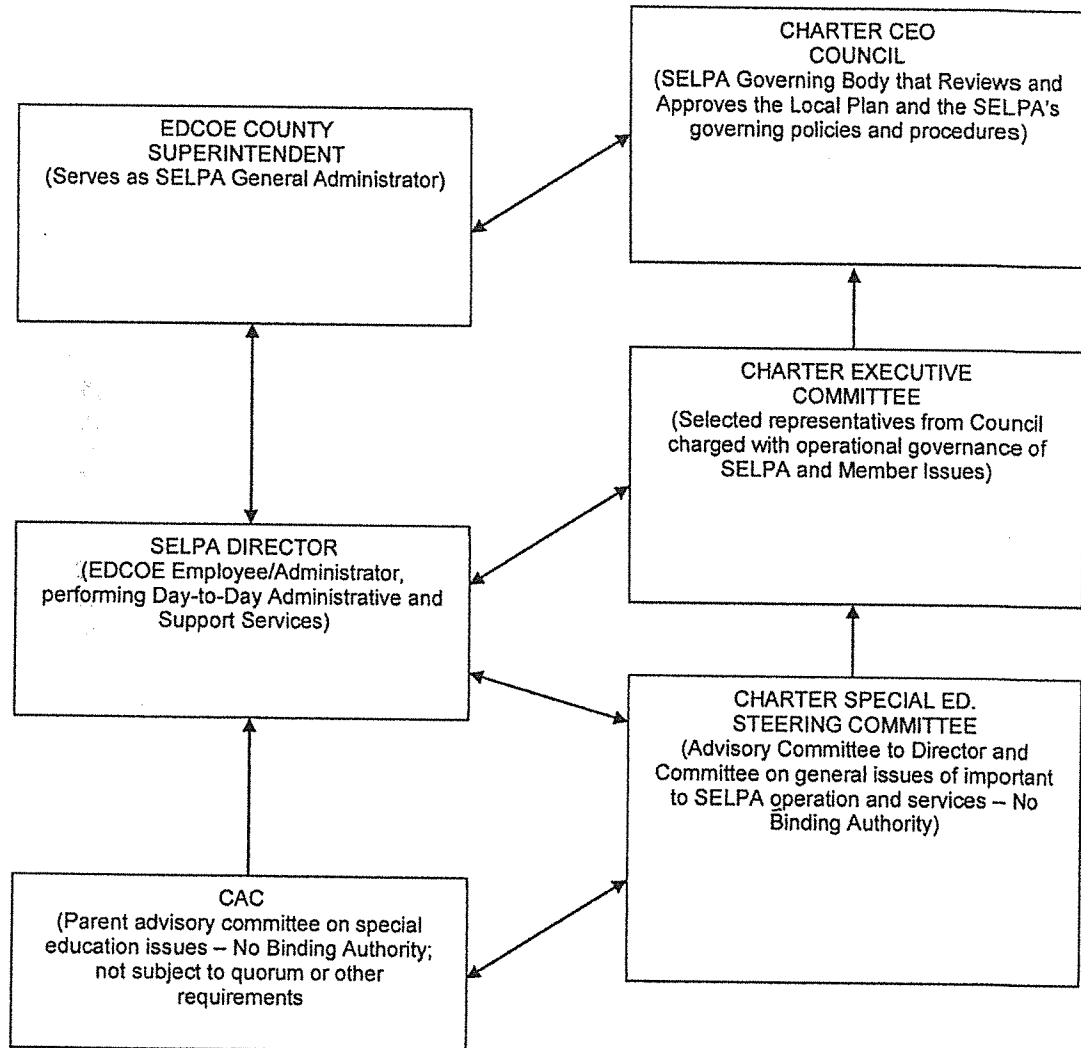 CHARTER CEO
COUNCIL
(SELPA Governing Body that Reviews and
Approves the Local Plan and the SELPA's
governing policies and procedures)
EDCOE COUNTY
SUPERINTENDENT
(Serves as SELPA General Administrator)
CHARTER EXECUTIVE
COMMITTEE
(Selected representatives from Council
charged with operational governance of
SELPA and Member Issues)
SELPA DIRECTOR
(EDCOE Employee/Administrator,
performing Day-to-Day Administrative and
Support Services)
CHARTER SPECIAL ED.
STEERING COMMITTEE
(Advisory Committee to Director and
Committee on general issues of important
to SELPA operation and services – No
Binding Authority)
CAC
(Parent advisory committee on special
education issues – No Binding Authority;
not subject to quorum or other
requirements